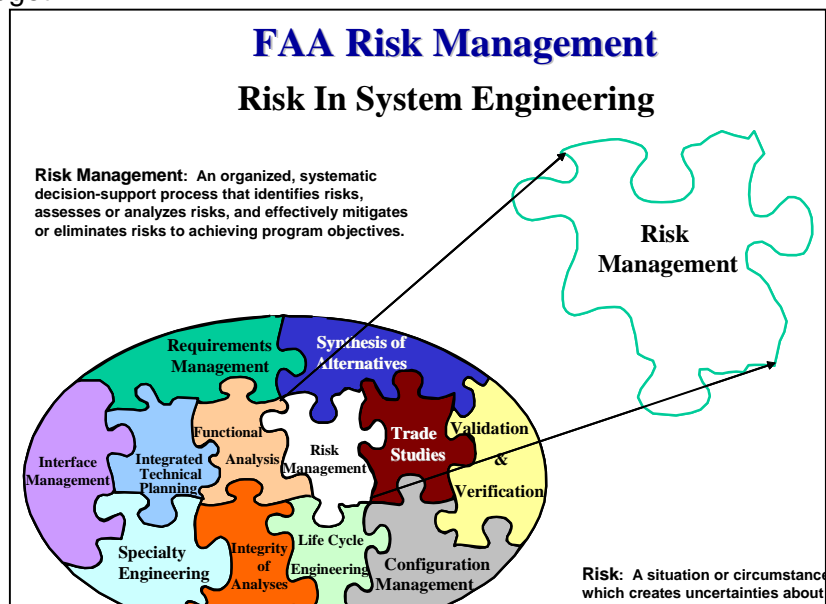 FAA Risk Management
Risk In System Engineering
Risk Management: An organized, systematic
decision-support process that identifies risks,
assesses or analyzes risks, and effectively mitigates
or eliminates risks to achieving program objectives.
Risk
Management
Requirements
Management
Synthesis of
Alternatives
Interface
Management
Integrated
Technical
Planning
Functional
Analysis
Risk
Management
Trade
Studies
Validation
&
Verification
Specialty
Engineering
Integrity
of
Analyses
Life Cycle
Engineering
Configuration
Management
Risk: A situation or circumstance
which creates uncertainties about